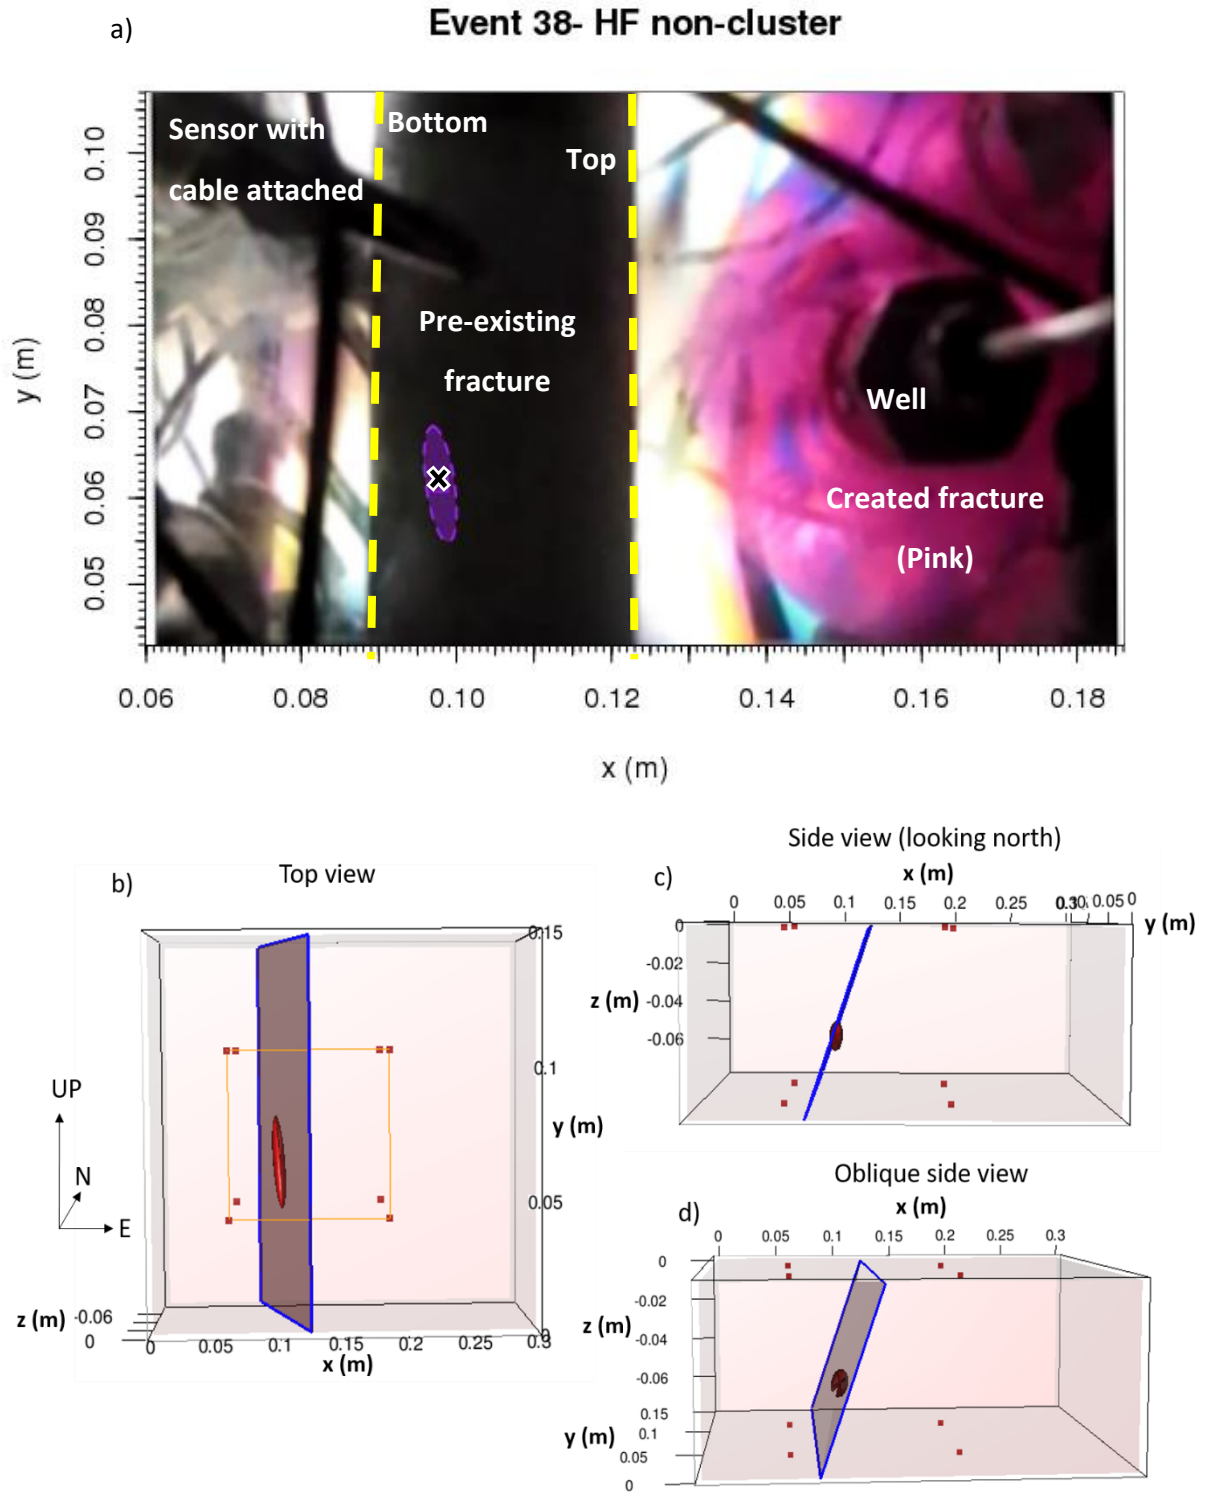 a)
Event 38- HF non-cluster
Sensor with
cable attached
Bottom
Top
Pre-existing
fracture
Well
Created fracture
(Pink)
y (m)
0.10
0.09
0.08
0.07
0.06
0.05
0.06
0.08
0.10
0.12
0.14
0.16
0.18
x (m)
b)
Top view
0.15
0.1
y (m)
0.05
0
UP
N
E
z (m)
-0.06
0
0
0.05
0.1
0.15
0.2
0.25
0.3
x (m)
c)
Side view (looking north)
x (m)
0
0.05
0.1
0.15
0.2
0.25
0.05
0
y (m)
0
-0.02
z (m)
-0.04
-0.06
Oblique side view
d)
x (m)
0
0.05
0.1
0.15
0.2
0.25
0.3
0
-0.02
z (m)
-0.04
-0.06
0.15
y (m)
0.1
0.05
0